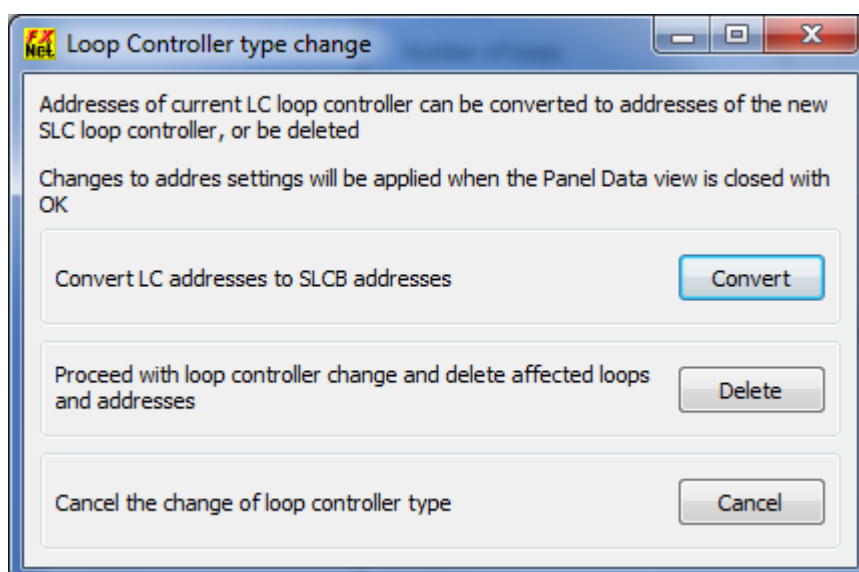 FX
Net
Loop Controller type change
Addresses of current LC loop controller can be converted to addresses of the new
SLC loop controller, or be deleted
Changes to addres settings will be applied when the Panel Data view is closed with
OK
Convert LC addresses to SLCB addresses
Convert
Proceed with loop controller change and delete affected loops
and addresses
Delete
Cancel the change of loop controller type
Cancel